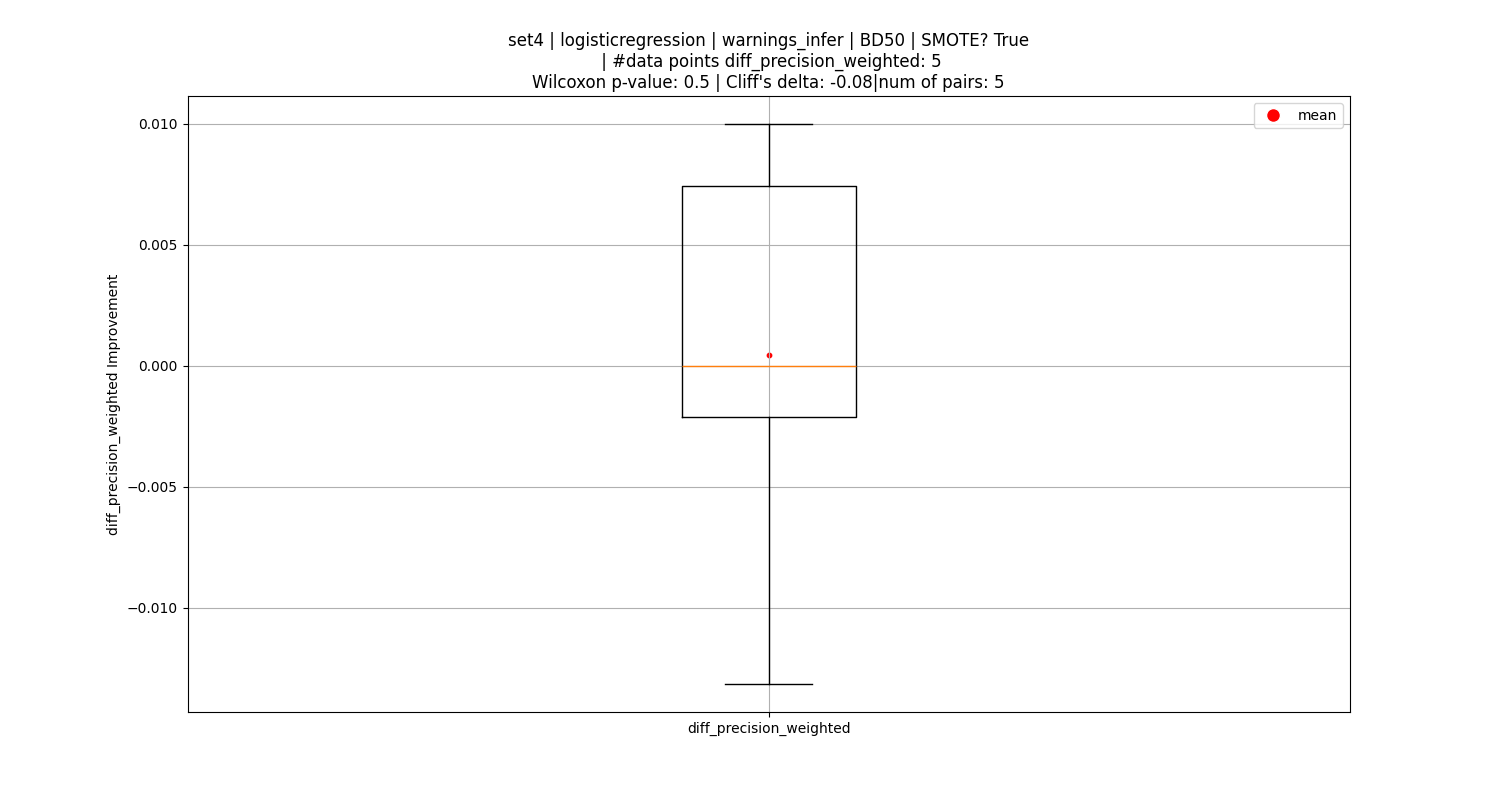 set4 | logisticregression | warnings_infer | BD50 | SMOTE? True
| #data points diff_precision_weighted: 5
Wilcoxon p-value: 0.5 | Cliff's delta: -0.08|num of pairs: 5
mean
0.010
0.005
0.000
−0.005
−0.010
diff_precision_weighted Improvement
diff_precision_weighted